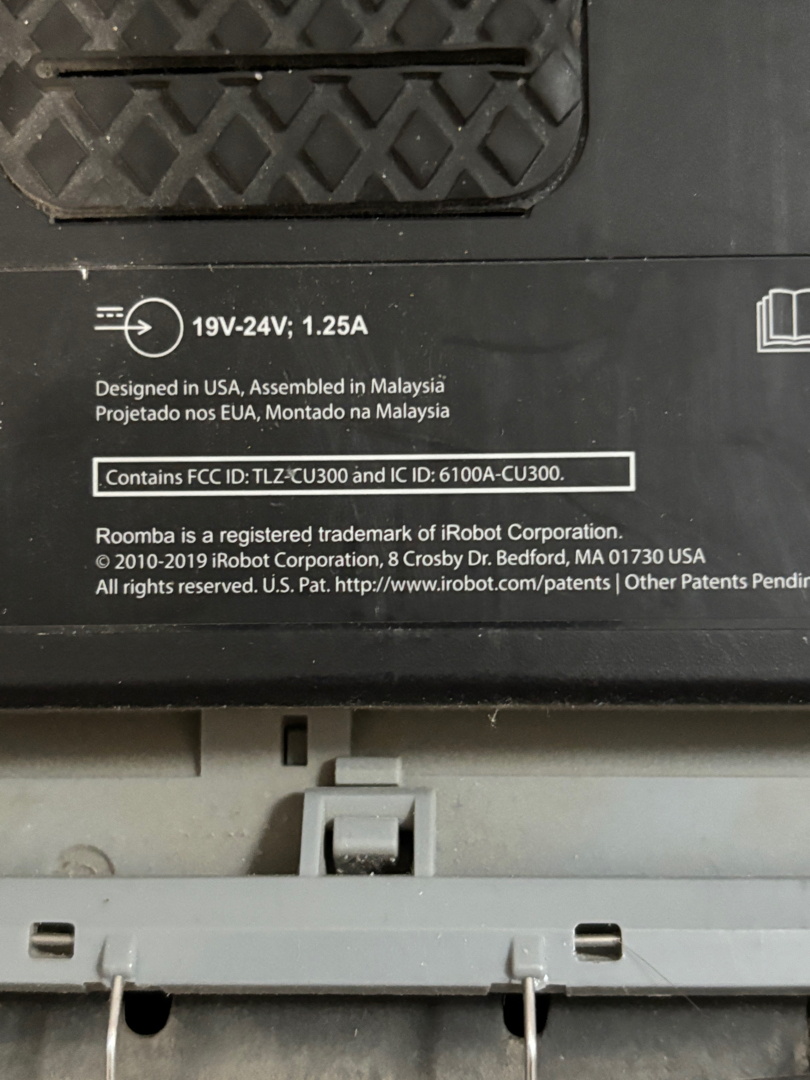 19V-24V; 1.25A
Designed in USA, Assembled in Malaysia
Projetado nos EUA, Montado na Malaysia
Contains FCC ID: TLZ-CU300 and IC ID: 6100A-CU300.
Roomba is a registered trademark of iRobot Corporation.
© 2010-2019 iRobot Corporation, 8 Crosby Dr. Bedford, MA 01730 USA
All rights reserved. U.S. Pat. http://www.irobot.com/patents | Other Patents Pendin